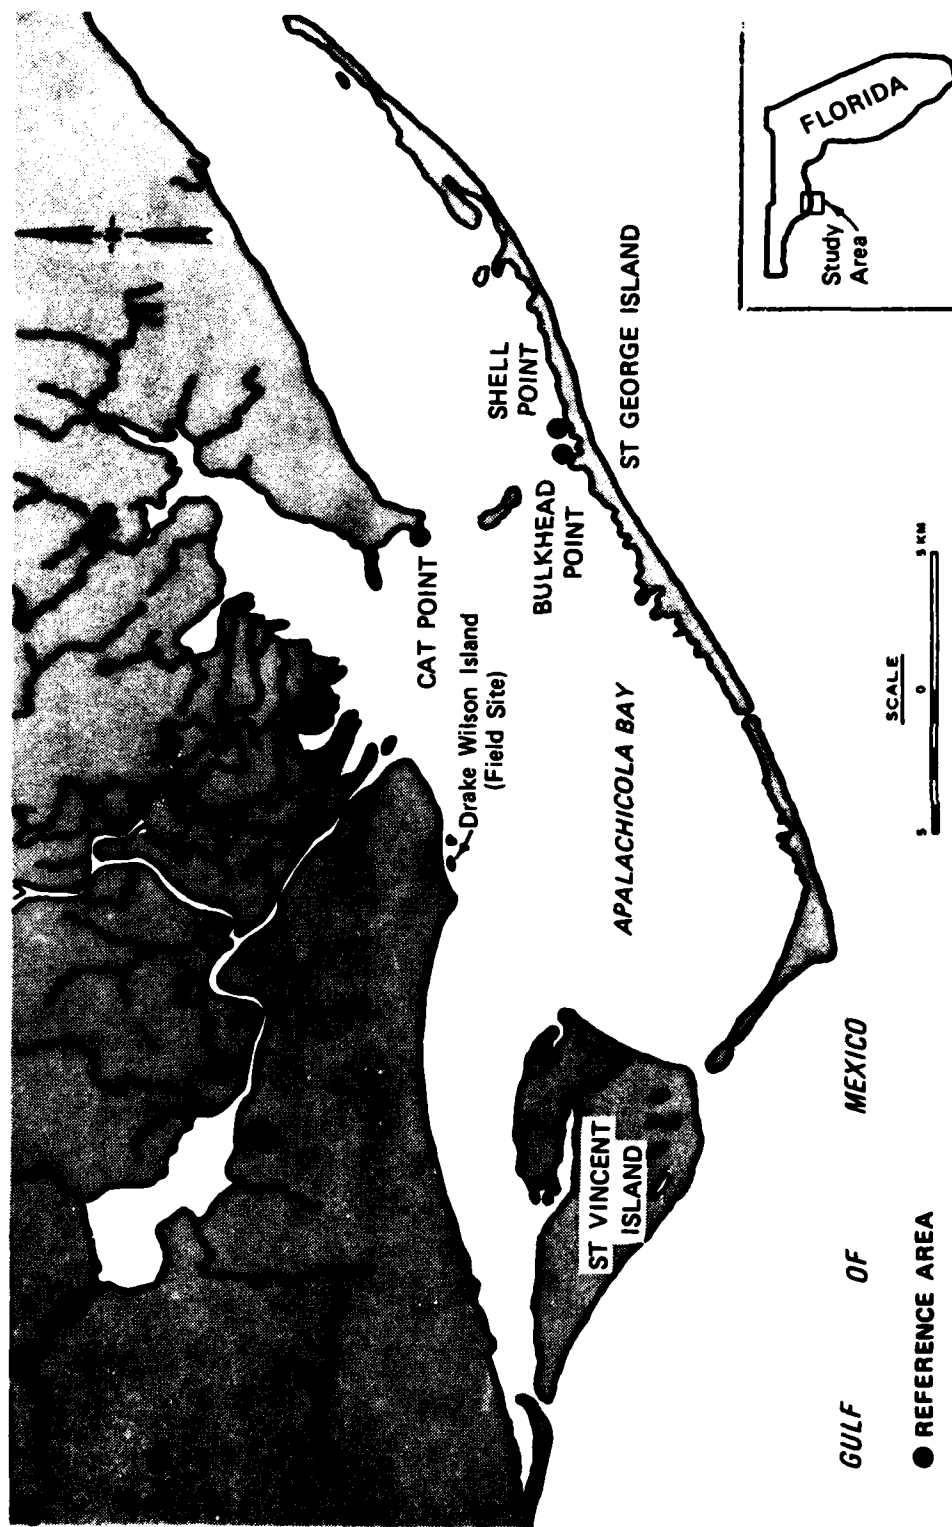 CAT POINT
Drake Wilson Island
(Field Site)
SHELL
POINT
BULKHEAD
POINT
ST GEORGE ISLAND
APALACHICOLA BAY
ST VINCENT
ISLAND
GULF OF MEXICO
REFERENCE AREA
SCALE
5 0 5 KM
FLORIDA
Study
Area